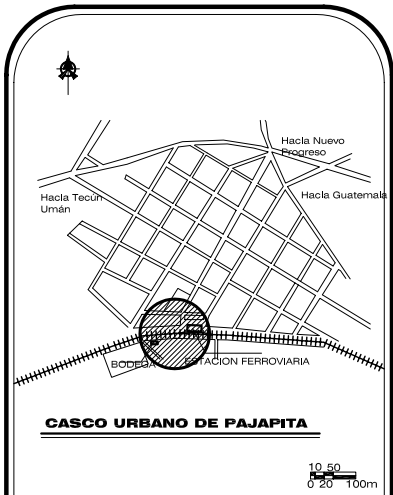 Hacla Nuevo
Progreso
Hacla Tecún
Umán
Hacla Guatemala
BODEGA
ESTACION FERROVIARIA
CASCO URBANO DE PAJAPITA
10 50
0 20 100m